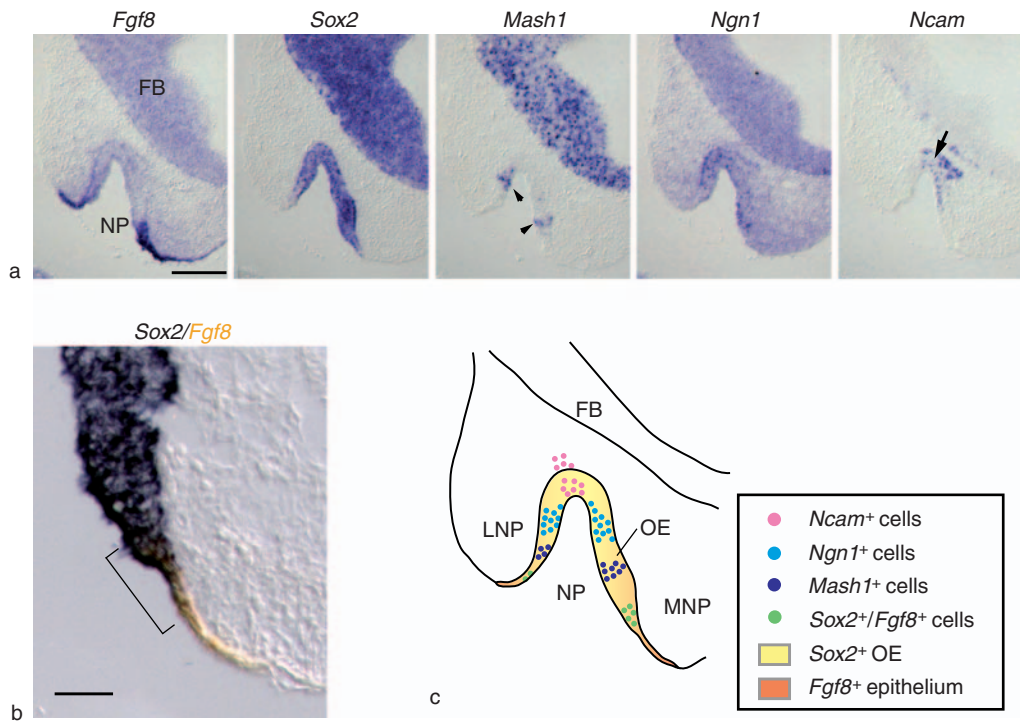 Fgf8 Sox2 Mash1 Ngn1 Ncam
FB
NP
a
Sox2/Fgf8
b
FB
LNP
OE
NP
MNP
c
Ncam⁺ cells
Ngn1⁺ cells
Mash1⁺ cells
Sox2⁺/Fgf8⁺ cells
Sox2⁺ OE
Fgf8⁺ epithelium